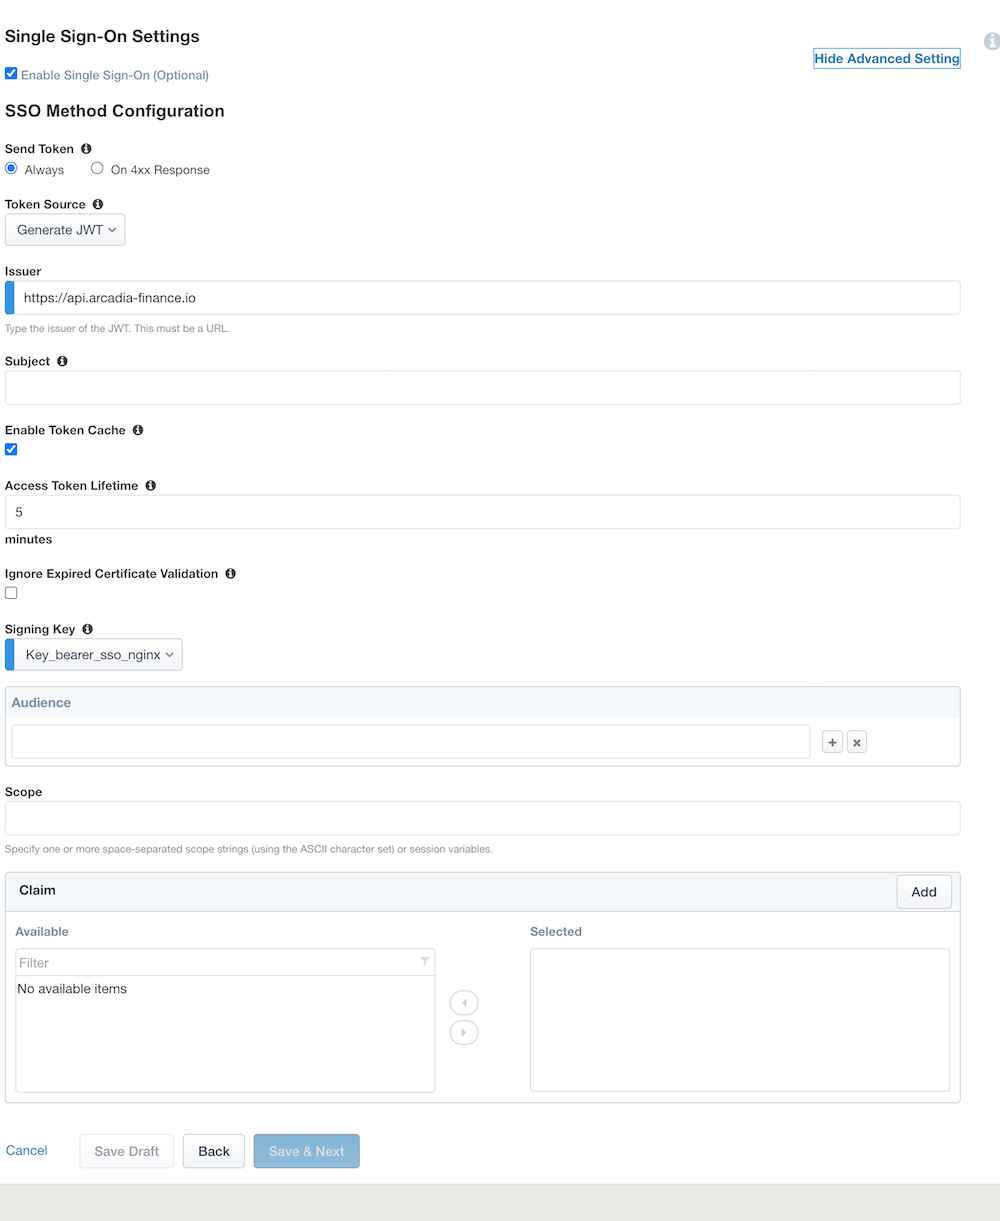 Single Sign-On Settings
Hide Advanced Setting
Enable Single Sign-On (Optional)
SSO Method Configuration
Send Token
Always
On 4xx Response
Token Source
Generate JWT
Issuer
https://api.arcadia-finance.io
Type the issuer of the JWT. This must be a URL.
Subject
Enable Token Cache
Access Token Lifetime
5
minutes
Ignore Expired Certificate Validation
Signing Key
Key_bearer_sso_nginx
Audience
Scope
Specify one or more space-separated scope strings (using the ASCII character set) or session variables.
Claim
Add
Available
Selected
Filter
No available items
Cancel
Save Draft
Back
Save & Next